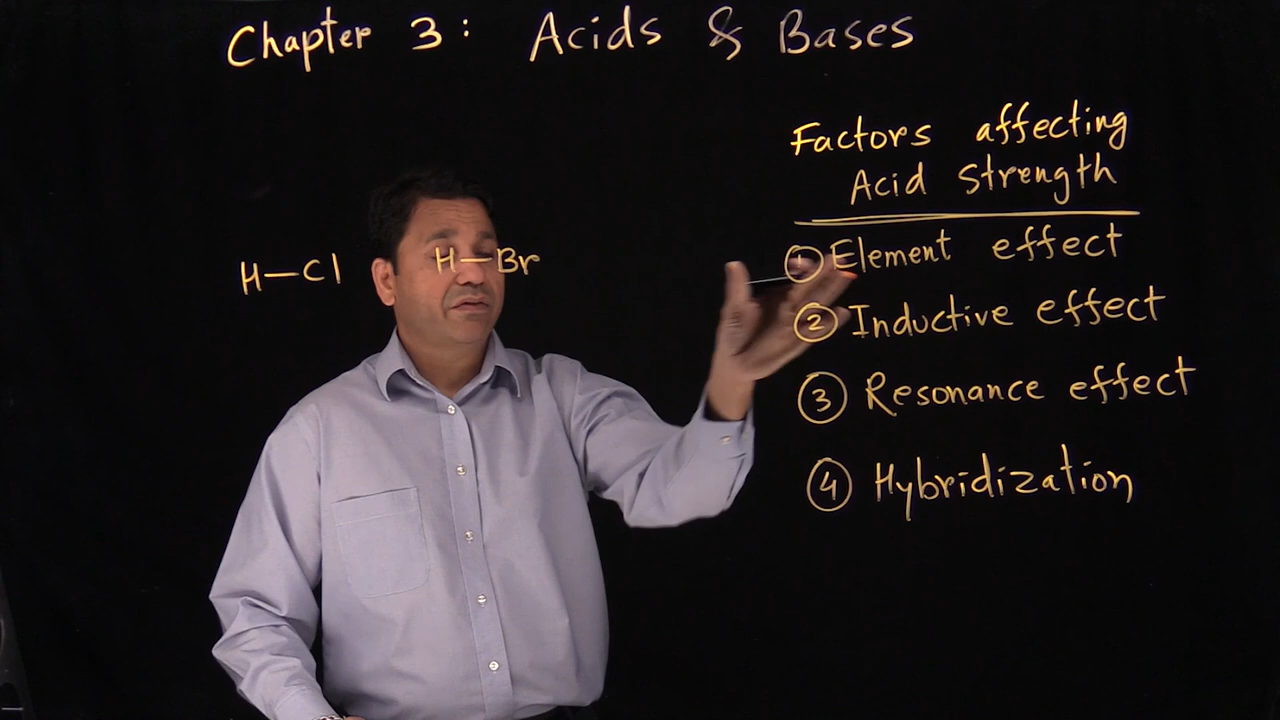 Chapter 3: Acids & Bases
Factors affecting
Acid Strength
① Element effect
② Inductive effect
③ Resonance effect
④ Hybridization
H—Cl
H—Br